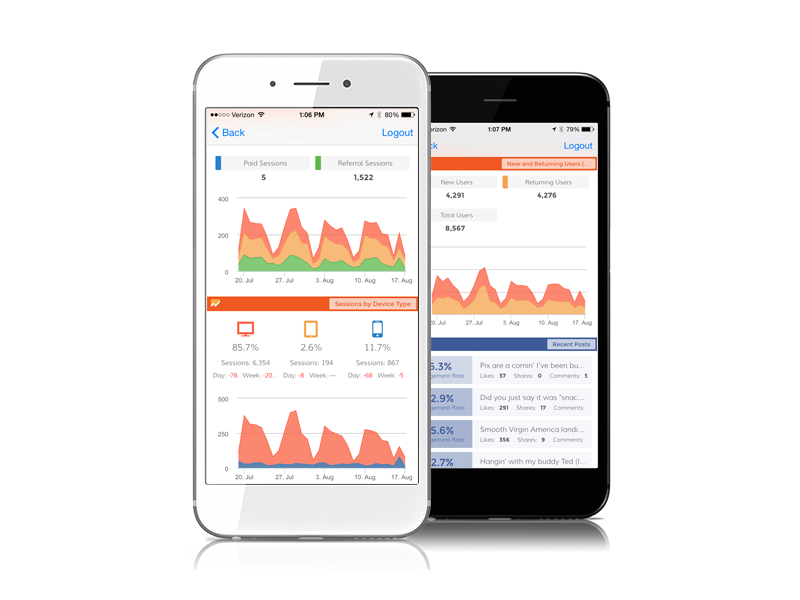 Verizon 1:06 PM 80%
Back Logout
Paid Sessions Referral Sessions
5 1,522
400
200
0
20. Jul 27. Jul 3. Aug 10. Aug 17. Aug
Sessions by Device Type
85.7% 2.6% 11.7%
Sessions: 6,354 Sessions: 194 Sessions: 867
Day: -78 Week: -20... Day: -8 Week: — Day: -68 Week: -5
500
250
0
20. Jul 27. Jul 3. Aug 10. Aug 17. Aug
erizon 1:07 PM 79%
ck Logout
New and Returning Users (...
New Users Returning Users
4,291 4,276
Total Users
8,567
20. Jul 27. Jul 3. Aug 10. Aug 17. Aug
Recent Posts
5.3% Pix are a comin' I've been bu...
gement Rate Likes: 37 Shares: 0 Comments: 5
2.9% Did you just say it was "snac...
gement Rate Likes: 291 Shares: 17 Comments:
5.6% Smooth Virgin America landi...
gement Rate Likes: 356 Shares: 9 Comments:
2.7% Hangin' with my buddy Ted (I...